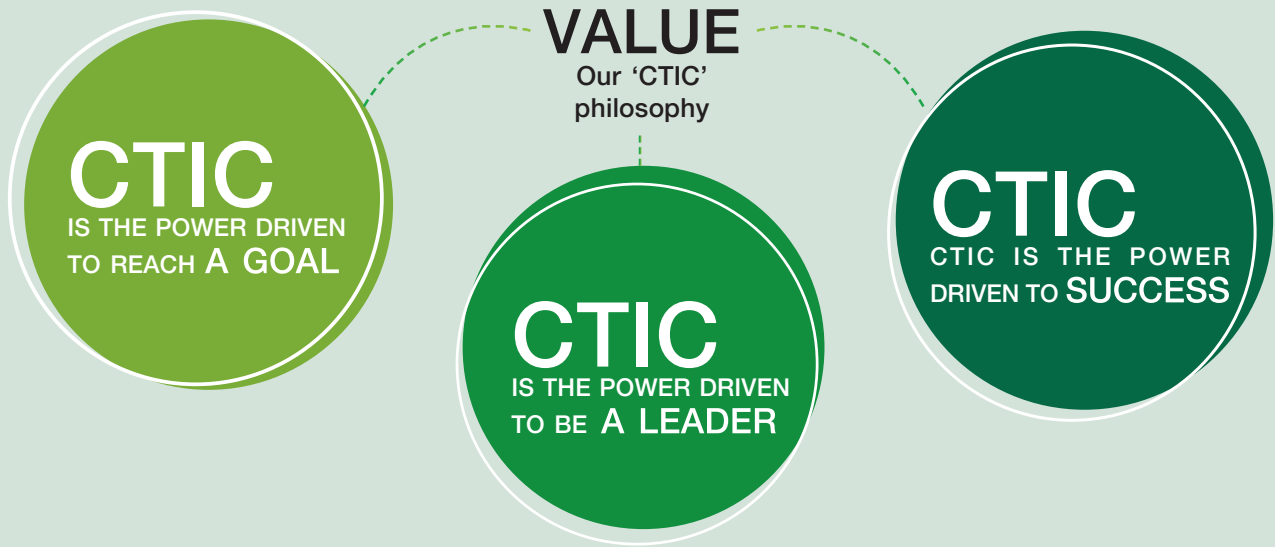 VALUE
Our ‘CTIC’
philosophy
CTIC
IS THE POWER DRIVEN
TO REACH A GOAL
CTIC
IS THE POWER DRIVEN
TO BE A LEADER
CTIC
CTIC IS THE POWER
DRIVEN TO SUCCESS